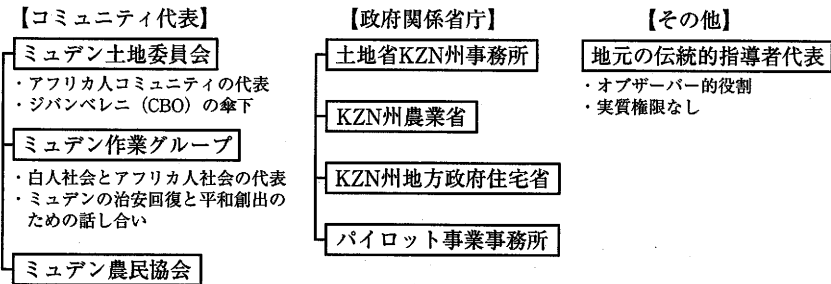 【コミュニティ代表】
ミュデン土地委員会
・アフリカ人コミュニティの代表
・ジバンベレニ（CBO）の傘下
ミュデン作業グループ
・白人社会とアフリカ人社会の代表
・ミュデンの治安回復と平和創出の
ための話し合い
ミュデン農民協会
【政府関係省庁】
土地省KZN州事務所
KZN州農業省
KZN州地方政府住宅省
パイロット事業事務所
【その他】
地元の伝統的指導者代表
・オブザーバー的役割
・実質権限なし